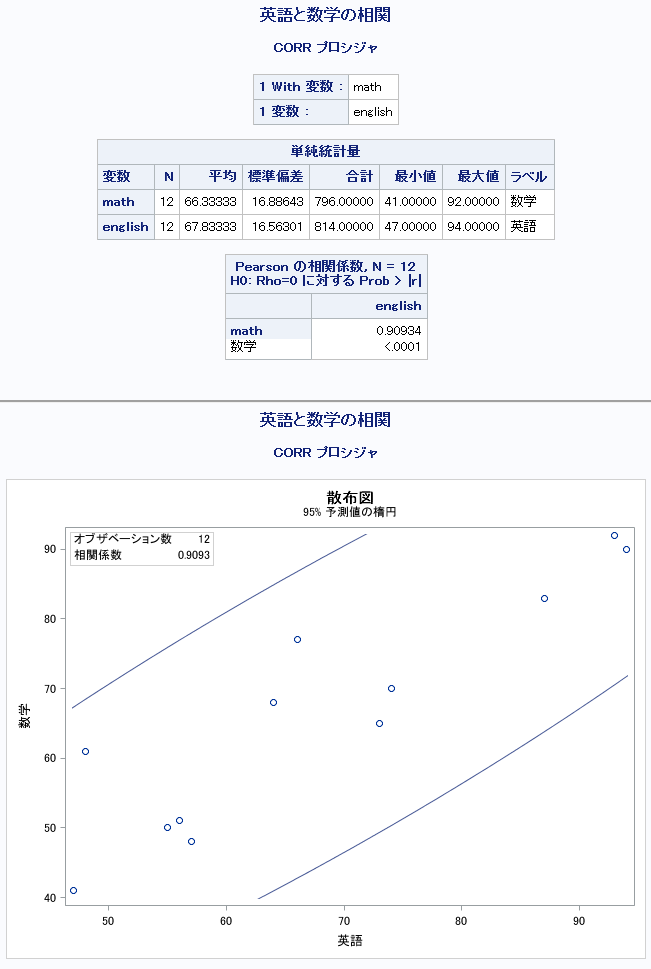 英語と数学の相関
CORR プロシジャ
1 With 変数 : math
1 変数 : english
単純統計量
変数 N 平均 標準偏差 合計 最小値 最大値 ラベル
math 12 66.33333 16.88643 796.00000 41.00000 92.00000 数学
english 12 67.83333 16.56301 814.00000 47.00000 94.00000 英語
Pearson の相関係数, N = 12
H0: Rho=0 に対する Prob > |r|
english
math 0.90934
数学 <.0001
英語と数学の相関
CORR プロシジャ
散布図
95% 予測値の楕円
オブザベーション数 12
相関係数 0.9093
90
80
70
60
50
40
数学
50 60 70 80 90
英語